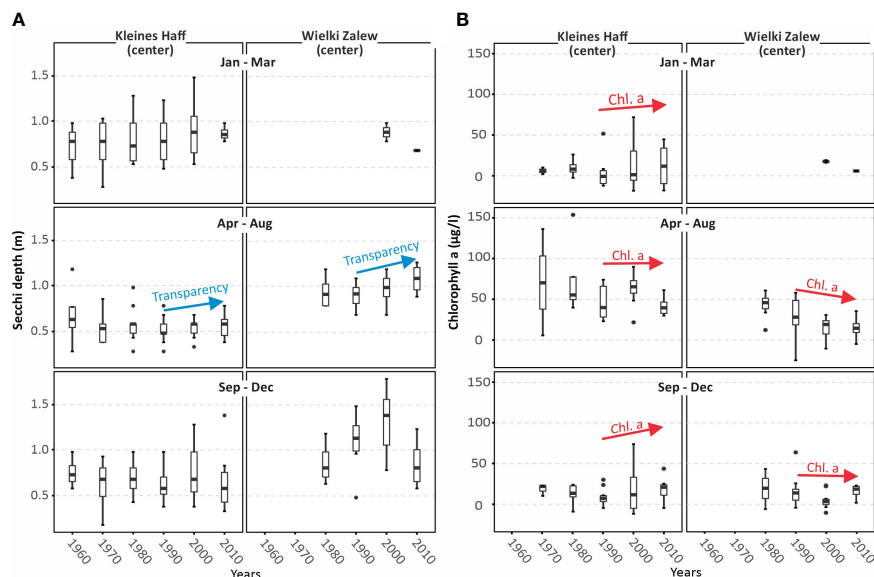 A
Kleines Haff
(center)
Wielki Zalew
(center)
Jan - Mar
1.5
1.0
0.5
Apr - Aug
1.5
1.0
0.5
Transparency
Transparency
Sep - Dec
1.5
1.0
0.5
Secchi depth (m)
1960
1970
1980
1990
2000
2010
1960
1970
1980
1990
2000
2010
Years
B
Kleines Haff
(center)
Wielki Zalew
(center)
Jan - Mar
150
100
50
0
Chl. a
Apr - Aug
150
100
50
0
Chl. a
Chl. a
Sep - Dec
150
100
50
0
Chl. a
Chl. a
Chlorophyll a (µg/l)
1960
1970
1980
1990
2000
2010
1960
1970
1980
1990
2000
2010
Years